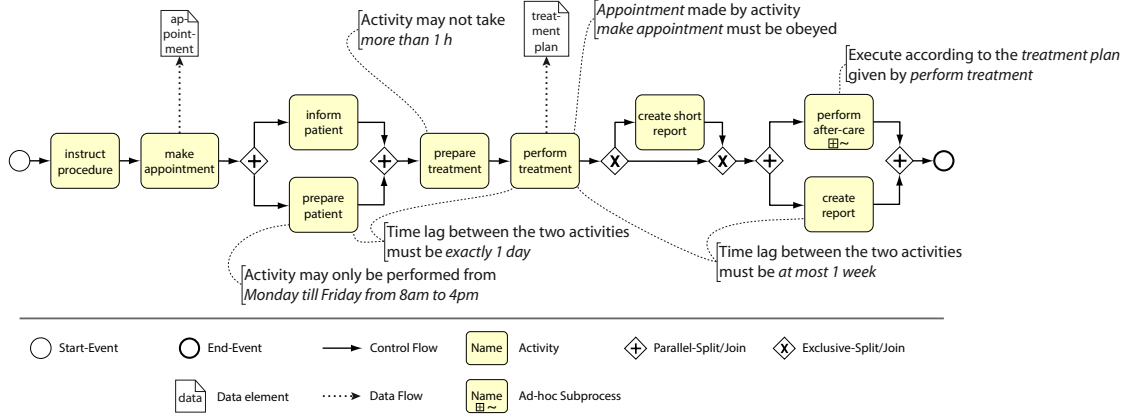 ap-
point-
ment
Activity may not take
more than 1 h
treat-
ment
plan
Appointment made by activity
make appointment must be obeyed
Execute according to the treatment plan
given by perform treatment
instruct
procedure
make
appointment
+
inform
patient
prepare
patient
+
prepare
treatment
perform
treatment
X
create short
report
X
+
perform
after-care
~
create
report
+
Time lag between the two activities
must be exactly 1 day
Time lag between the two activities
must be at most 1 week
Activity may only be performed from
Monday till Friday from 8am to 4pm
Start-Event
End-Event
Control Flow
Name
Activity
+
Parallel-Split/Join
X
Exclusive-Split/Join
data
Data element
Data Flow
Name
~
Ad-hoc Subprocess